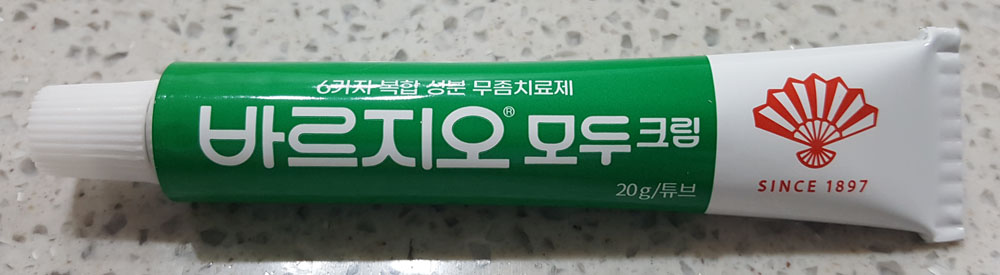 6가지 복합 성분 무좀치료제
바르지오® 모두 크림
20g/튜브
SINCE 1897